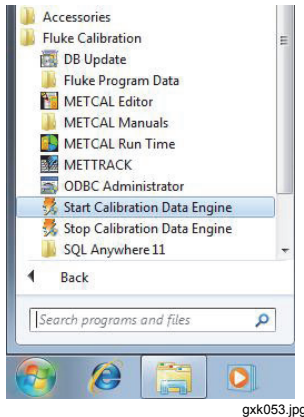 Accessories
Fluke Calibration
DB Update
Fluke Program Data
METCAL Editor
METCAL Manuals
METCAL Run Time
METTRACK
ODBC Administrator
Start Calibration Data Engine
Stop Calibration Data Engine
SQL Anywhere 11
Back
Search programs and files
gxk053.jpg